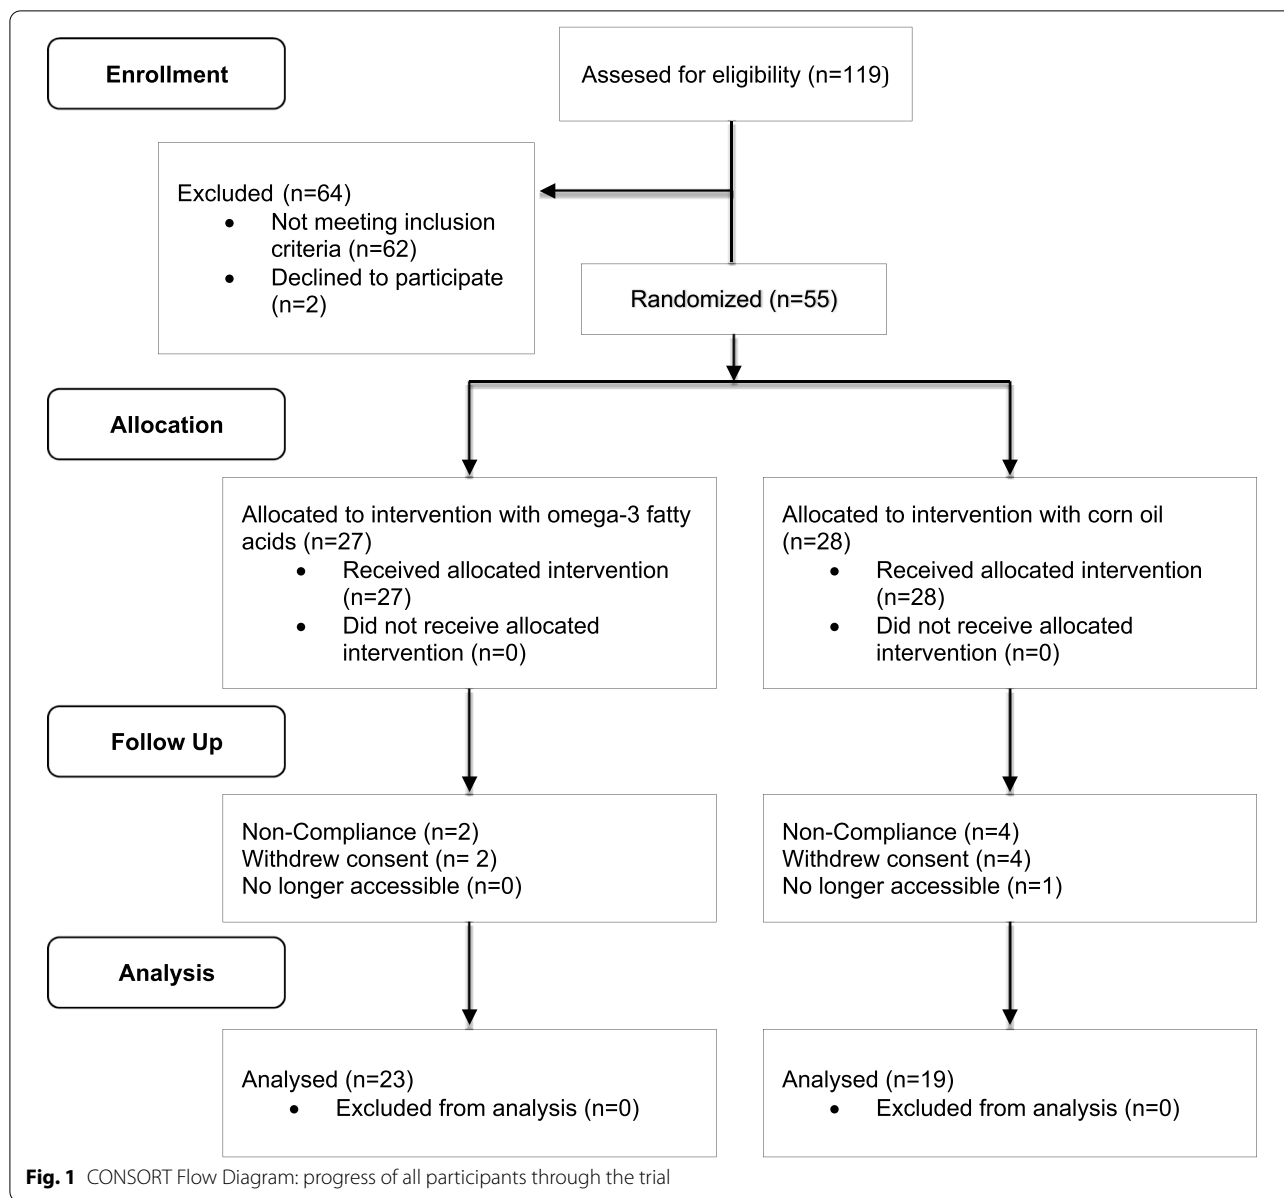 Enrollment
Assesed for eligibility (n=119)
Excluded (n=64)
• Not meeting inclusion
criteria (n=62)
• Declined to participate
(n=2)
Randomized (n=55)
Allocation
Allocated to intervention with omega-3 fatty
acids (n=27)
• Received allocated intervention
(n=27)
• Did not receive allocated
intervention (n=0)
Allocated to intervention with corn oil
(n=28)
• Received allocated intervention
(n=28)
• Did not receive allocated
intervention (n=0)
Follow Up
Non-Compliance (n=2)
Withdrew consent (n= 2)
No longer accessible (n=0)
Non-Compliance (n=4)
Withdrew consent (n=4)
No longer accessible (n=1)
Analysis
Analysed (n=23)
• Excluded from analysis (n=0)
Analysed (n=19)
• Excluded from analysis (n=0)
Fig. 1 CONSORT Flow Diagram: progress of all participants through the trial